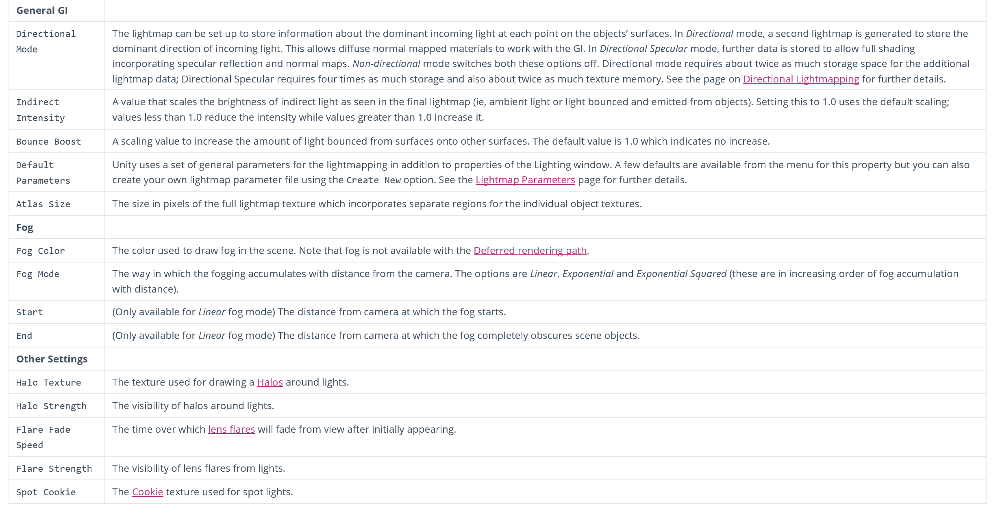 General GI
Directional
Mode
The lightmap can be set up to store information about the dominant incoming light at each point on the objects’ surfaces. In Directional mode, a second lightmap is generated to store the
dominant direction of incoming light. This allows diffuse normal mapped materials to work with the GI. In Directional Specular mode, further data is stored to allow full shading
incorporating specular reflection and normal maps. Non-directional mode switches both these options off. Directional mode requires about twice as much storage space for the additional
lightmap data; Directional Specular requires four times as much storage and also about twice as much texture memory. See the page on Directional Lightmapping for further details.
Indirect
Intensity
A value that scales the brightness of indirect light as seen in the final lightmap (ie, ambient light or light bounced and emitted from objects). Setting this to 1.0 uses the default scaling;
values less than 1.0 reduce the intensity while values greater than 1.0 increase it.
Bounce Boost
A scaling value to increase the amount of light bounced from surfaces onto other surfaces. The default value is 1.0 which indicates no increase.
Default
Parameters
Unity uses a set of general parameters for the lightmapping in addition to properties of the Lighting window. A few defaults are available from the menu for this property but you can also
create your own lightmap parameter file using the Create New option. See the Lightmap Parameters page for further details.
Atlas Size
The size in pixels of the full lightmap texture which incorporates separate regions for the individual object textures.
Fog
Fog Color
The color used to draw fog in the scene. Note that fog is not available with the Deferred rendering path.
Fog Mode
The way in which the fogging accumulates with distance from the camera. The options are Linear, Exponential and Exponential Squared (these are in increasing order of fog accumulation
with distance).
Start
(Only available for Linear fog mode) The distance from camera at which the fog starts.
End
(Only available for Linear fog mode) The distance from camera at which the fog completely obscures scene objects.
Other Settings
Halo Texture
The texture used for drawing a Halos around lights.
Halo Strength
The visibility of halos around lights.
Flare Fade
Speed
The time over which lens flares will fade from view after initially appearing.
Flare Strength
The visibility of lens flares from lights.
Spot Cookie
The Cookie texture used for spot lights.